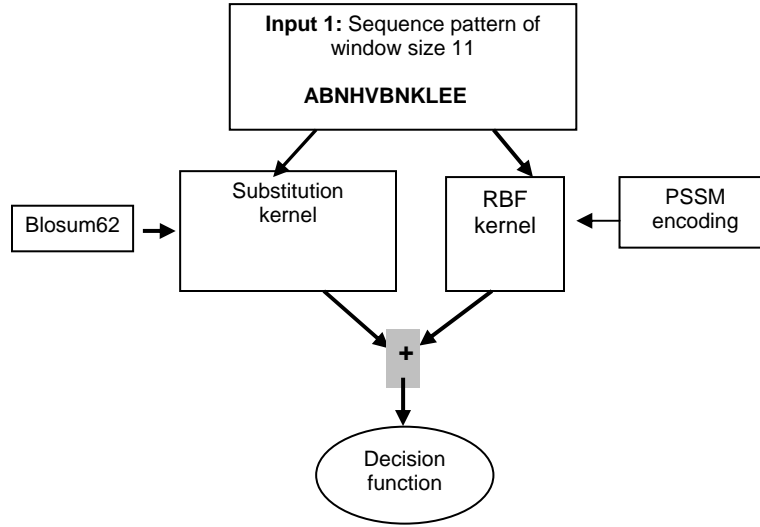 Input 1: Sequence pattern of
window size 11
ABNHVBNKLEE
Substitution
kernel
RBF
kernel
PSSM
encoding
Blosum62
+
Decision
function